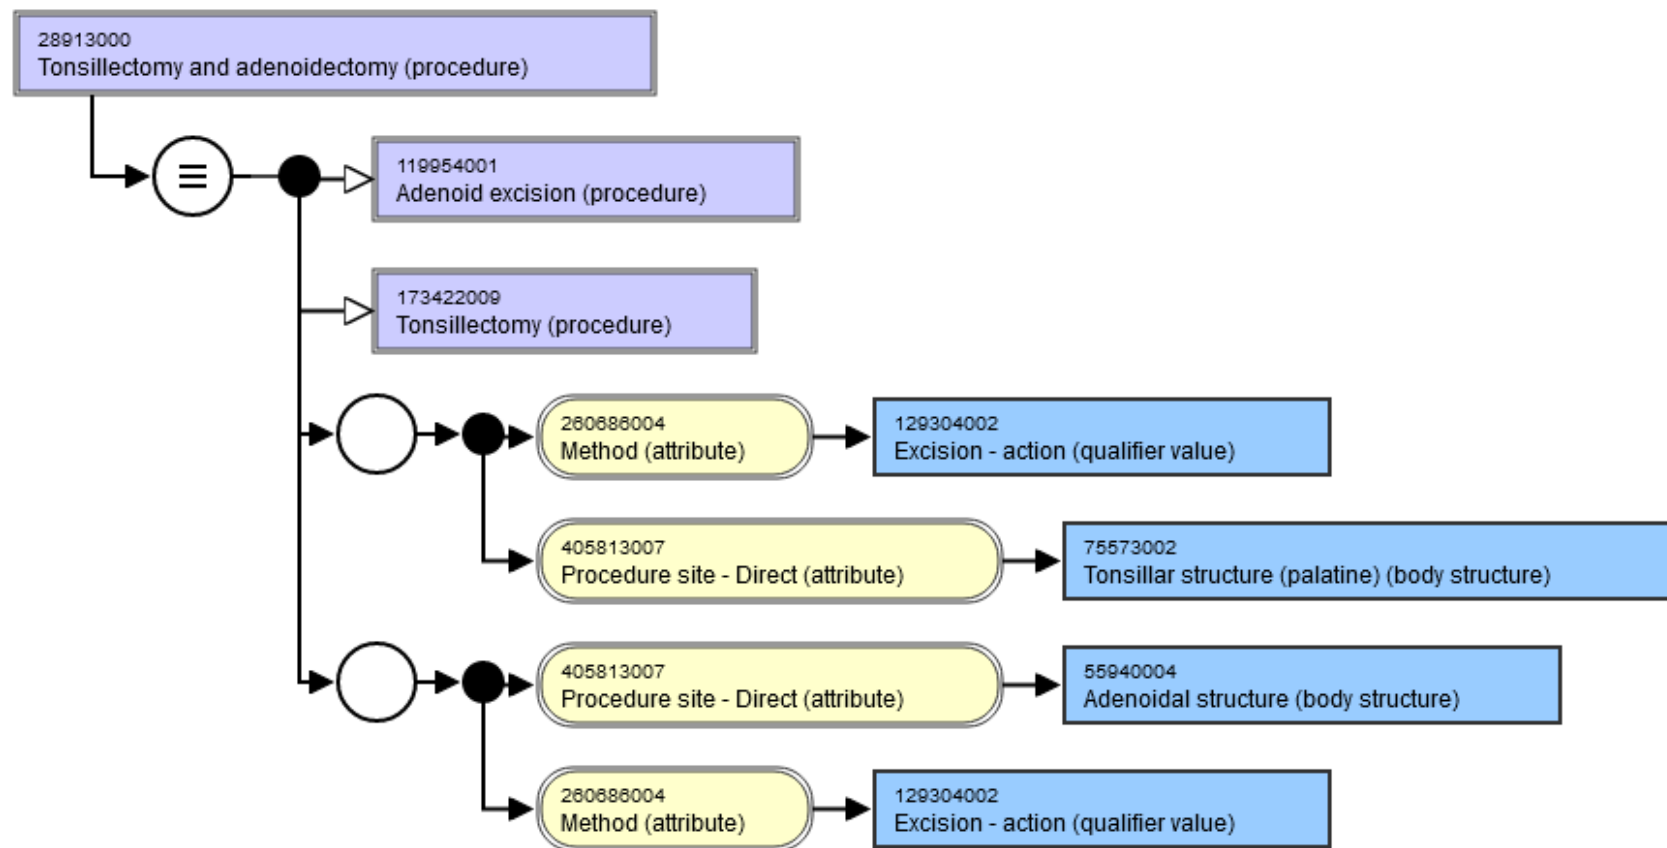 28913000
Tonsillectomy and adenoidectomy (procedure)
119954001
Adenoid excision (procedure)
173422009
Tonsillectomy (procedure)
260686004
Method (attribute)
129304002
Excision - action (qualifier value)
405813007
Procedure site - Direct (attribute)
75573002
Tonsillar structure (palatine) (body structure)
405813007
Procedure site - Direct (attribute)
55940004
Adenoidal structure (body structure)
260686004
Method (attribute)
129304002
Excision - action (qualifier value)